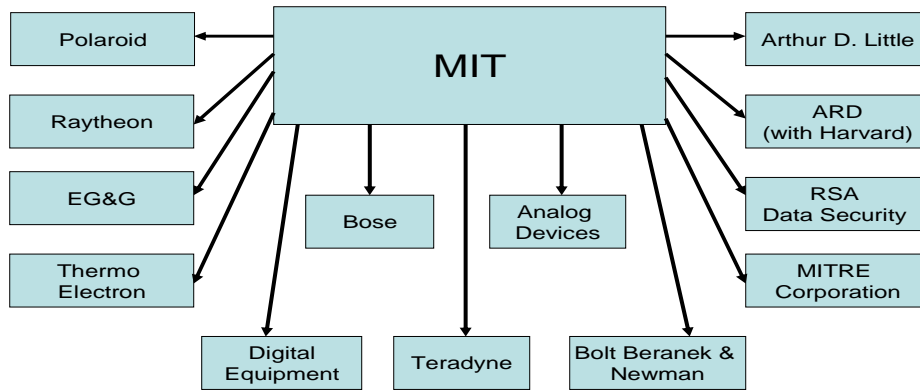 MIT
Polaroid
Arthur D. Little
Raytheon
ARD
(with Harvard)
EG&G
RSA
Data Security
Bose
Analog
Devices
Thermo
Electron
MITRE
Corporation
Digital
Equipment
Teradyne
Bolt Beranek &
Newman